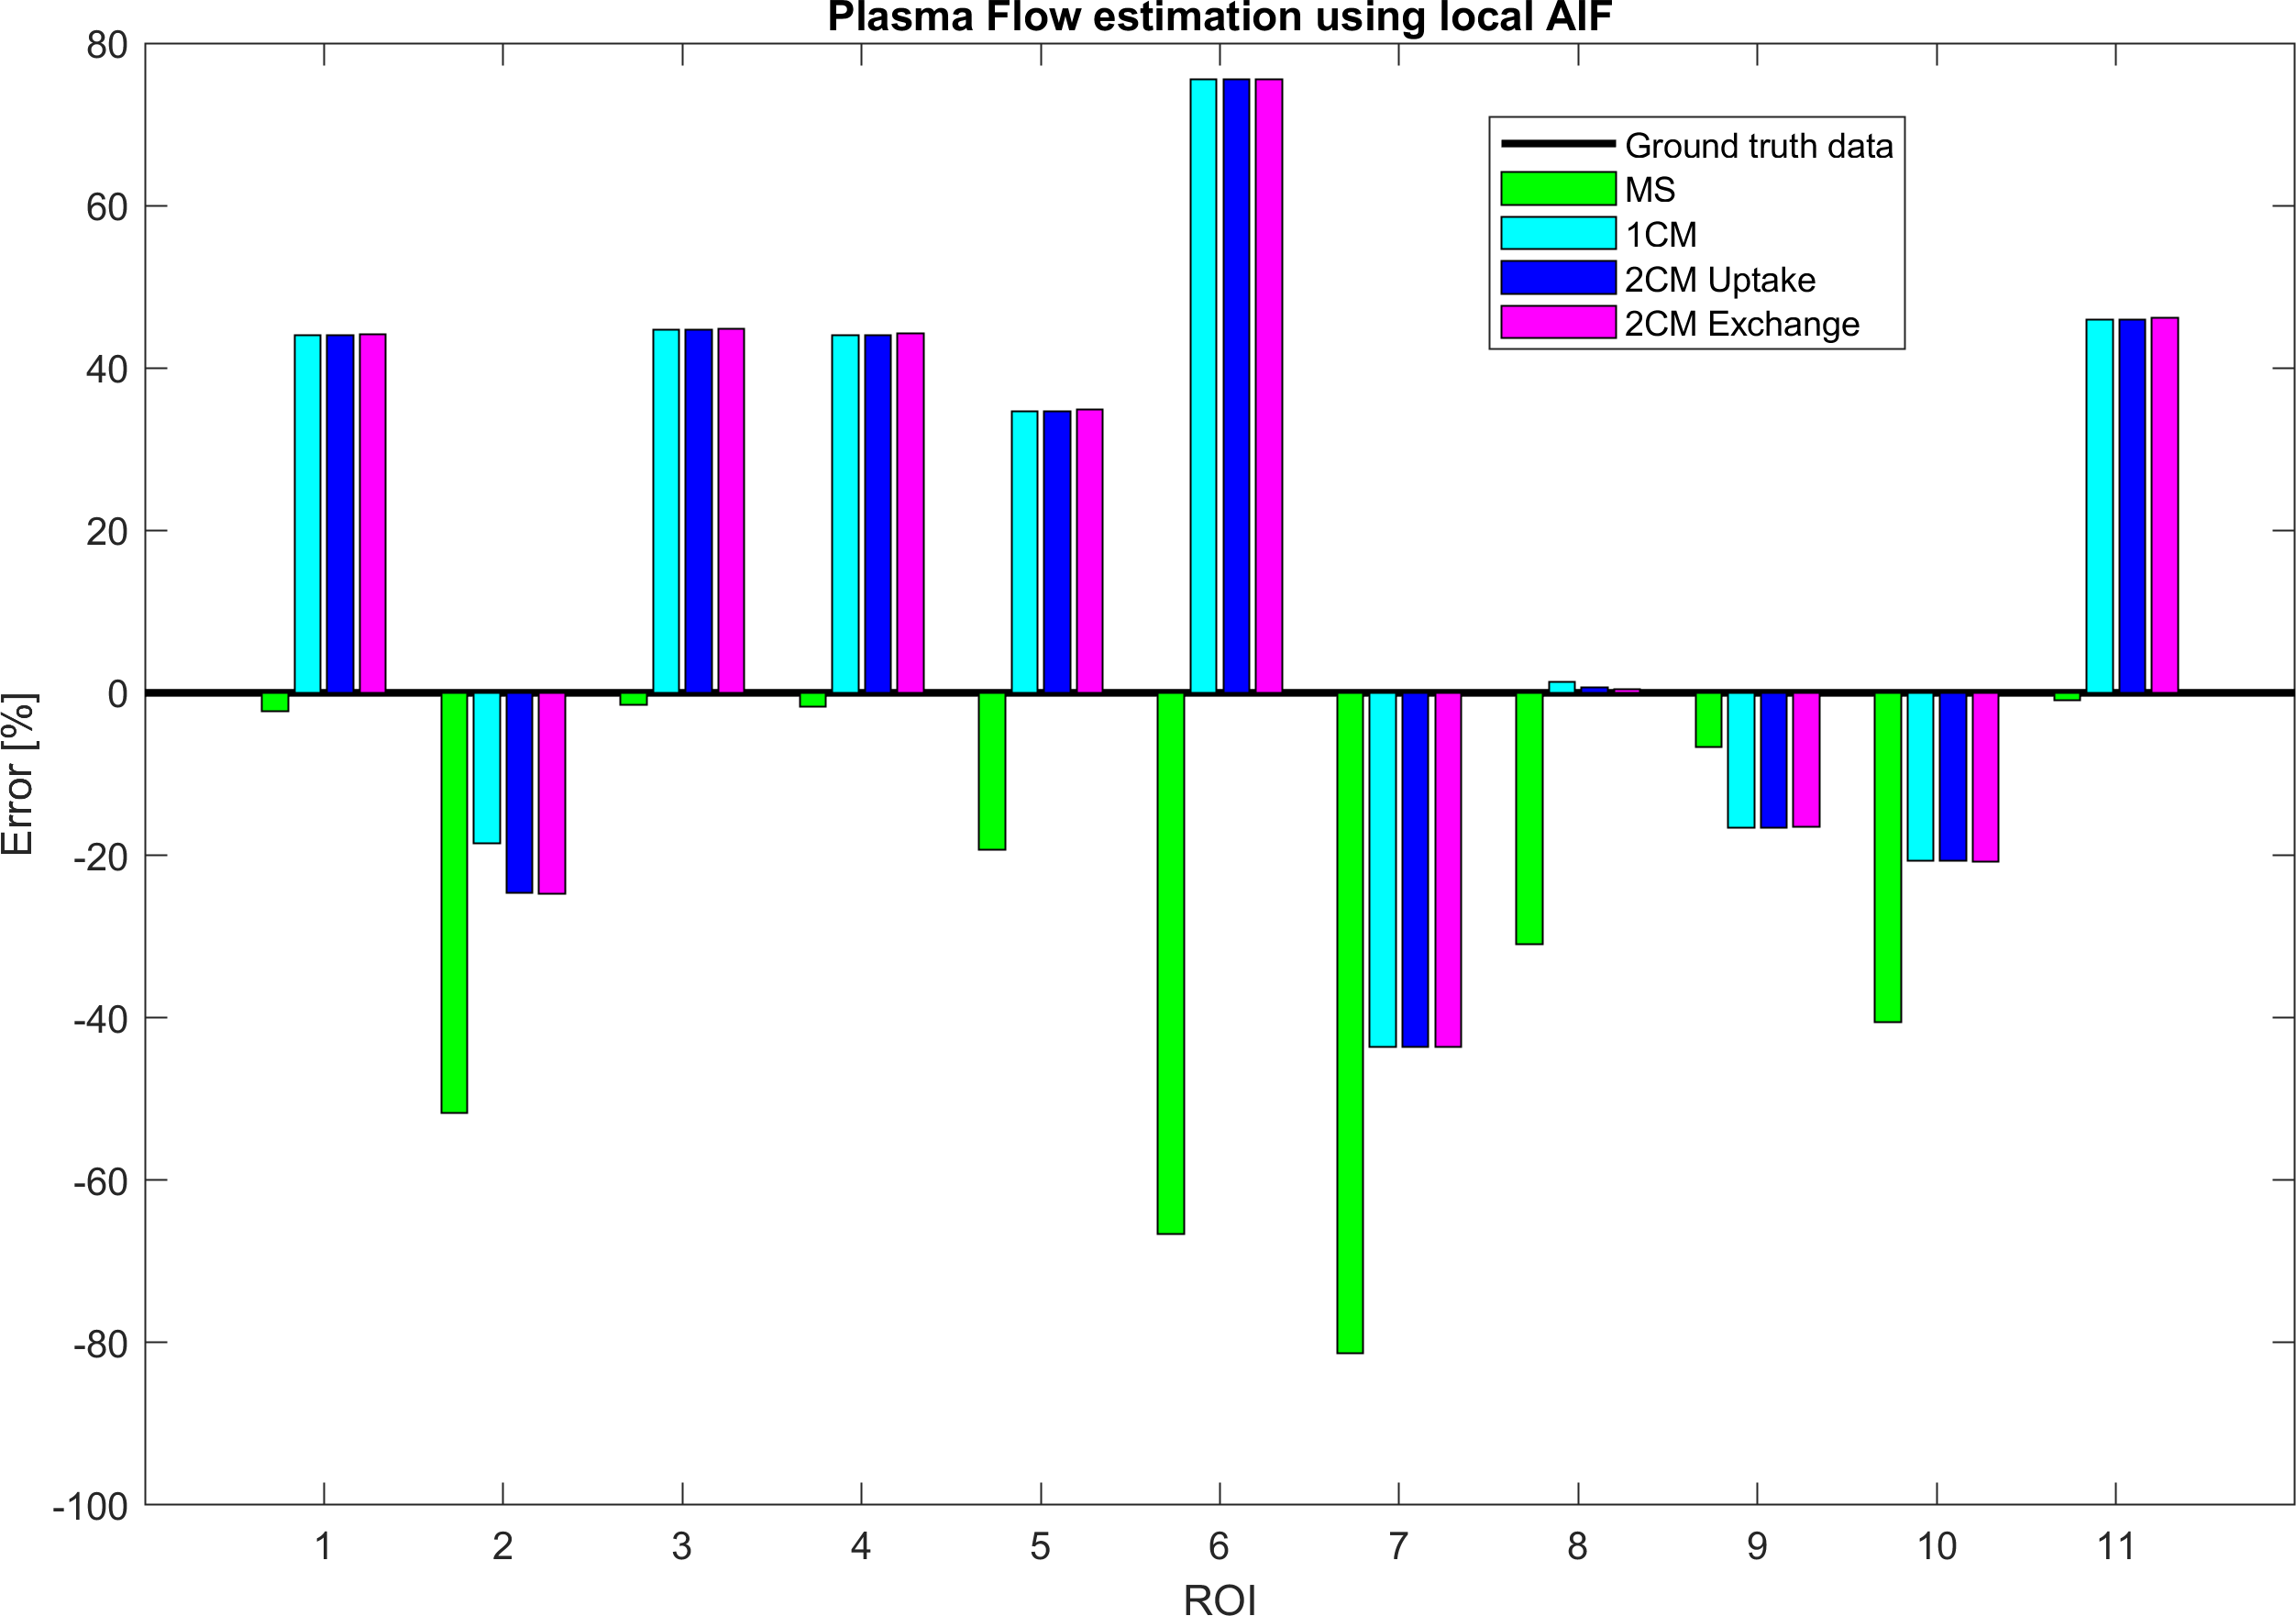 Plasma Flow estimation using local AIF
80
60
40
20
0
-20
-40
-60
-80
-100
Error [%]
Ground truth data
MS
1CM
2CM Uptake
2CM Exchange
1 2 3 4 5 6 7 8 9 10 11
ROI